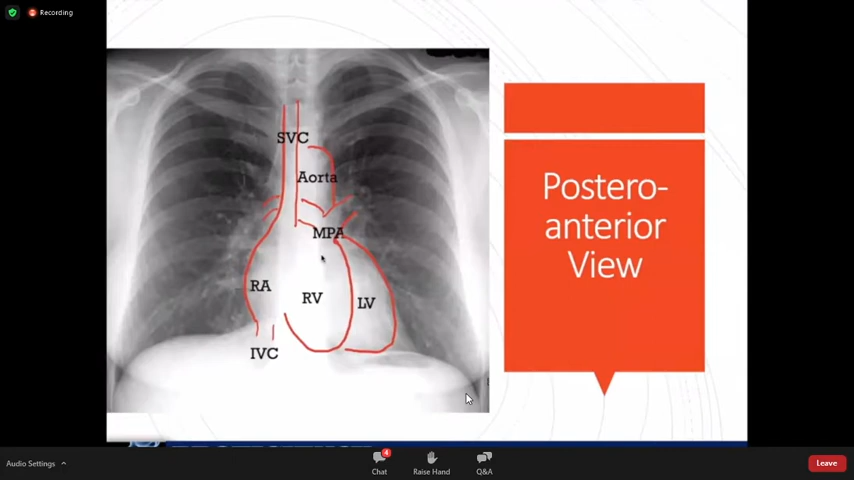 Recording
SVC
Aorta
MPA
RA
RV
LV
IVC
Postero-
anterior
View
Audio Settings
4
Chat
Raise Hand
Q&A
Leave